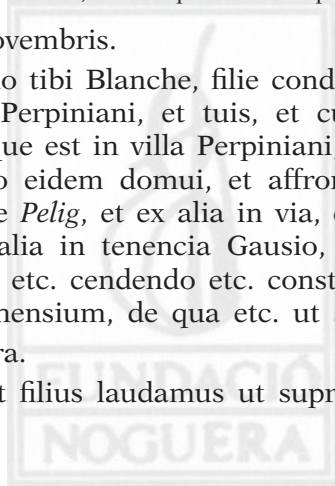 ovembris.
o tibi Blanche, filie cond
Perpiniani, et tuis, et cu
que est in villa Perpiniani,
o eidem domui, et affron
e Pelig, et ex alia in via, 
alia in tenencia Gausio,
etc. cendendo etc. const
mensium, de qua etc. ut s
ra.
t filius laudamus ut supr
FUNDACIÓ
NOGUERA